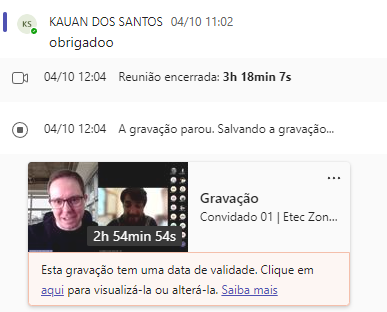 KS
KAUAN DOS SANTOS 04/10 11:02
obrigadoo
04/10 12:04 Reunião encerrada: 3h 18min 7s
04/10 12:04 A gravação parou. Salvando a gravação...
Gravação
Convidado 01 | Etec Zon...
2h 54min 54s
Esta gravação tem uma data de validade. Clique em
aqui para visualizá-la ou alterá-la. Saiba mais